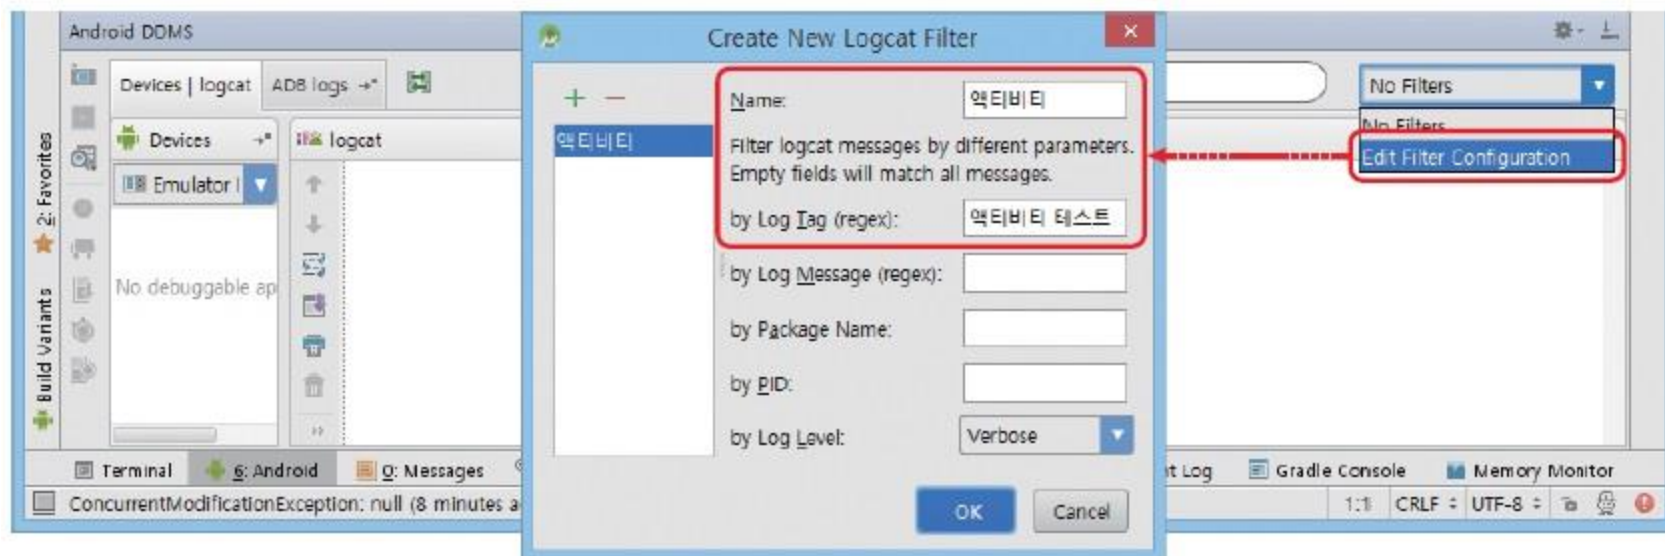 Android DDMS
Create New Logcat Filter
Devices | logcat
ADB logs
No Filters
No Filters
Edit Filter Configuration
Name:
액티비티
액티비티
Filter logcat messages by different parameters.
Empty fields will match all messages.
by Log Tag (regex):
액티비티 테스트
by Log Message (regex):
by Package Name:
by PID:
by Log Level:
Verbose
OK
Cancel
Devices
logcat
Emulator
No debuggable ap
2: Favorites
Build Variants
Terminal
6: Android
0: Messages
nt Log
Gradle Console
Memory Monitor
ConcurrentModificationException: null (8 minutes a
1:1
CRLF
UTF-8